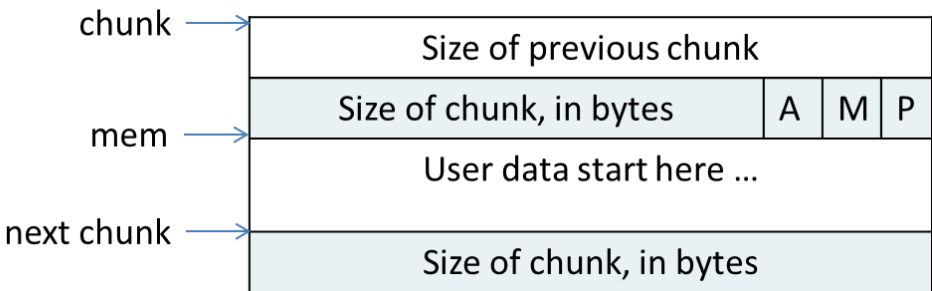 chunk
Size of previous chunk
Size of chunk, in bytes A M P
mem
User data start here ...
next chunk
Size of chunk, in bytes